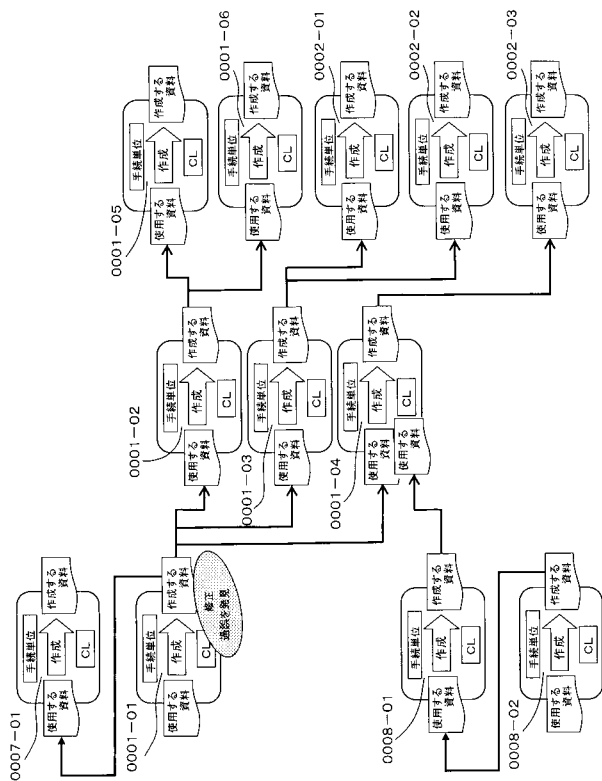 0007-01
手続単位
使用する
資料
作成
作成する
資料
CL
0001-01
手続単位
使用する
資料
作成
作成する
資料
CL
修正
過誤を発見
0008-01
手続単位
使用する
資料
作成
作成する
資料
CL
0008-02
手続単位
使用する
資料
作成
作成する
資料
CL
0001-02
手続単位
使用する
資料
作成
作成する
資料
CL
0001-03
手続単位
使用する
資料
作成
作成する
資料
CL
0001-04
手続単位
使用する
資料
使用する
資料
作成
作成する
資料
CL
0001-05
手続単位
使用する
資料
作成
作成する
資料
CL
0001-06
手続単位
使用する
資料
作成
作成する
資料
CL
0002-01
手続単位
使用する
資料
作成
作成する
資料
CL
0002-02
手続単位
使用する
資料
作成
作成する
資料
CL
0002-03
手続単位
使用する
資料
作成
作成する
資料
CL